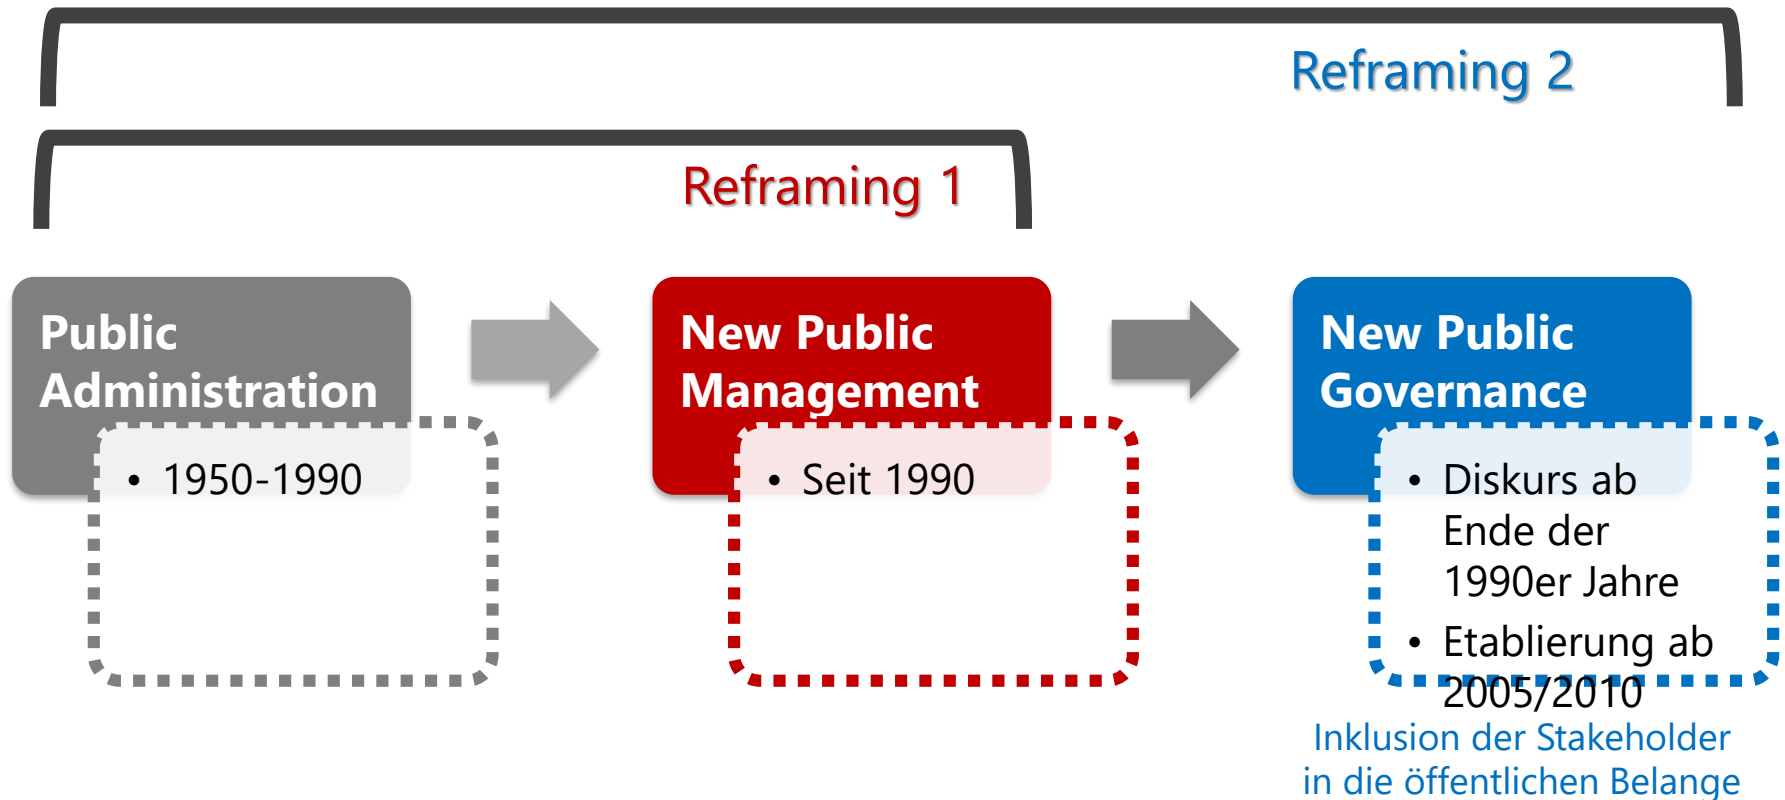 Reframing 2
Reframing 1
Public
Administration
• 1950-1990
New Public
Management
• Seit 1990
New Public
Governance
• Diskurs ab
Ende der
1990er Jahre
• Etablierung ab
2005/2010
Inklusion der Stakeholder
in die öffentlichen Belange